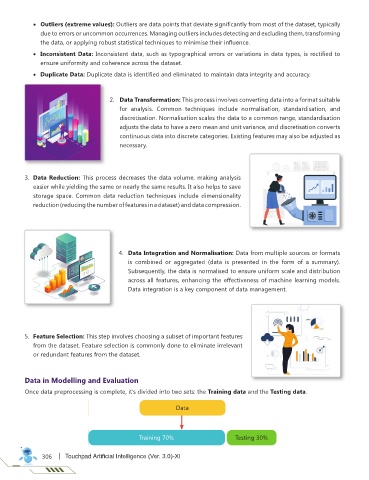 • Outliers (extreme values): Outliers are data points that deviate significantly from most of the dataset, typically
due to errors or uncommon occurrences. Managing outliers includes detecting and excluding them, transforming
the data, or applying robust statistical techniques to minimise their influence.
• Inconsistent Data: Inconsistent data, such as typographical errors or variations in data types, is rectified to
ensure uniformity and coherence across the dataset.
• Duplicate Data: Duplicate data is identified and eliminated to maintain data integrity and accuracy.
2. Data Transformation: This process involves converting data into a format suitable
for analysis. Common techniques include normalisation, standardisation, and
discretisation. Normalisation scales the data to a common range, standardisation
adjusts the data to have a zero mean and unit variance, and discretisation converts
continuous data into discrete categories. Existing features may also be adjusted as
necessary.
3. Data Reduction: This process decreases the data volume, making analysis
easier while yielding the same or nearly the same results. It also helps to save
storage space. Common data reduction techniques include dimensionality
reduction (reducing the number of features in a dataset) and data compression.
4. Data Integration and Normalisation: Data from multiple sources or formats
is combined or aggregated (data is presented in the form of a summary).
Subsequently, the data is normalised to ensure uniform scale and distribution
across all features, enhancing the effectiveness of machine learning models.
Data integration is a key component of data management.
5. Feature Selection: This step involves choosing a subset of important features
from the dataset. Feature selection is commonly done to eliminate irrelevant
or redundant features from the dataset.
Data in Modelling and Evaluation
Once data preprocessing is complete, it's divided into two sets: the Training data and the Testing data.
Data
Training 70% Testing 30%
306 | Touchpad Artificial Intelligence (Ver. 3.0)-XI